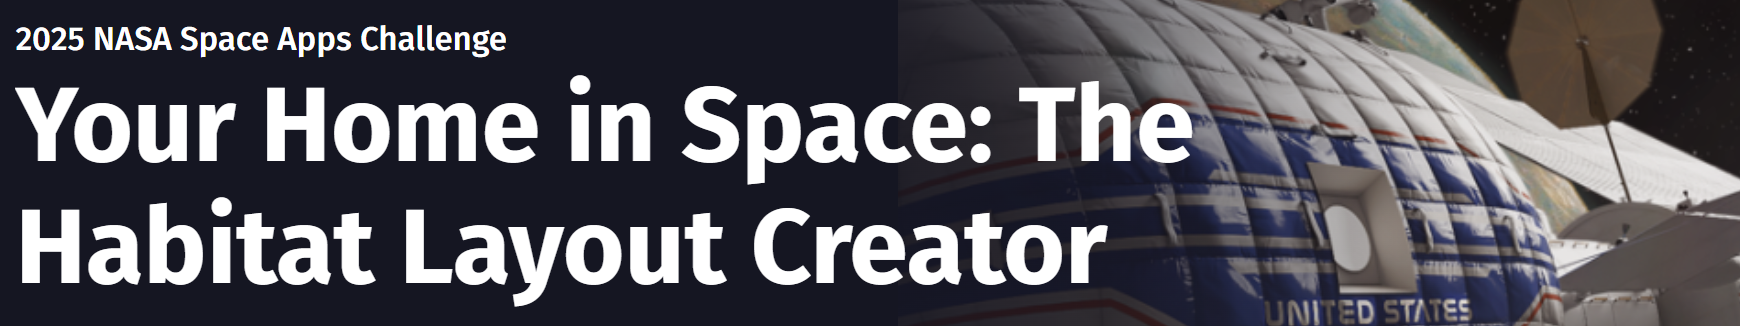 2025 NASA Space Apps Challenge
Your Home in Space: The
Habitat Layout Creator
UNITED STATES